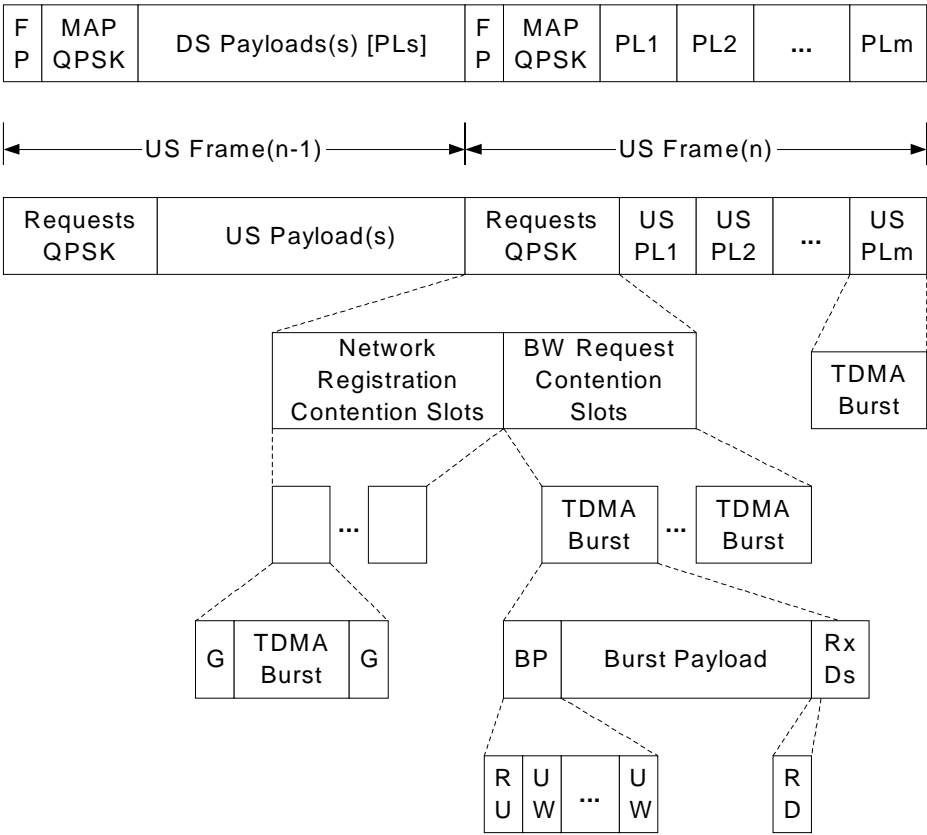 F P
MAP QPSK
DS Payloads(s) [PLs]
F P
MAP QPSK
PL1
PL2
...
PLm
US Frame(n-1)
US Frame(n)
Requests QPSK
US Payload(s)
Requests QPSK
US PL1
US PL2
...
US PLm
Network
Registration
Contention Slots
BW Request
Contention
Slots
TDMA
Burst
...
TDMA
Burst
...
TDMA
Burst
G
TDMA
Burst
G
BP
Burst Payload
Rx
Ds
R
U
U
W
...
U
W
R
D